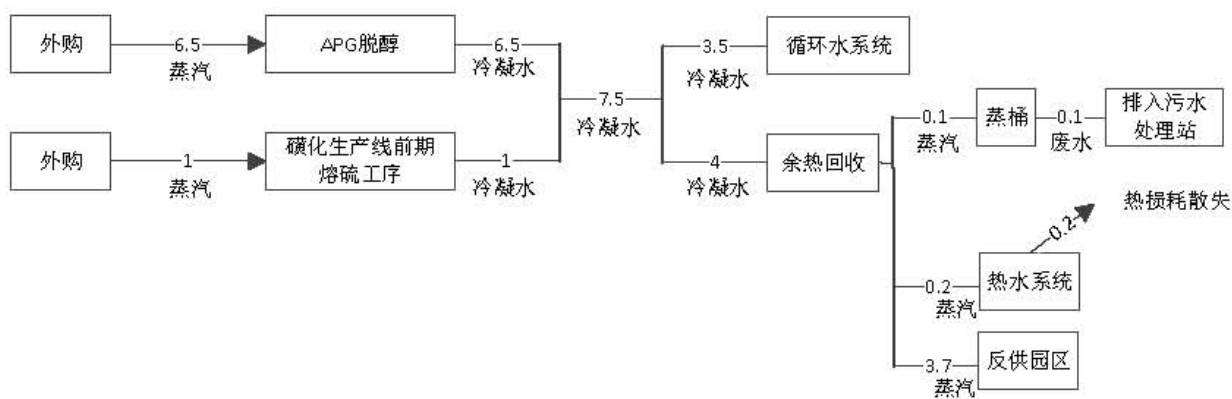 外购
6.5
蒸汽
APG脱醇
6.5
冷凝水
7.5
冷凝水
3.5
冷凝水
循环水系统
外购
1
蒸汽
磺化生产线前期
熔硫工序
1
冷凝水
4
冷凝水
余热回收
0.1
蒸汽
蒸桶
0.1
废水
排入污水
处理站
热损耗散失
0.2
0.2
蒸汽
热水系统
3.7
蒸汽
反供园区